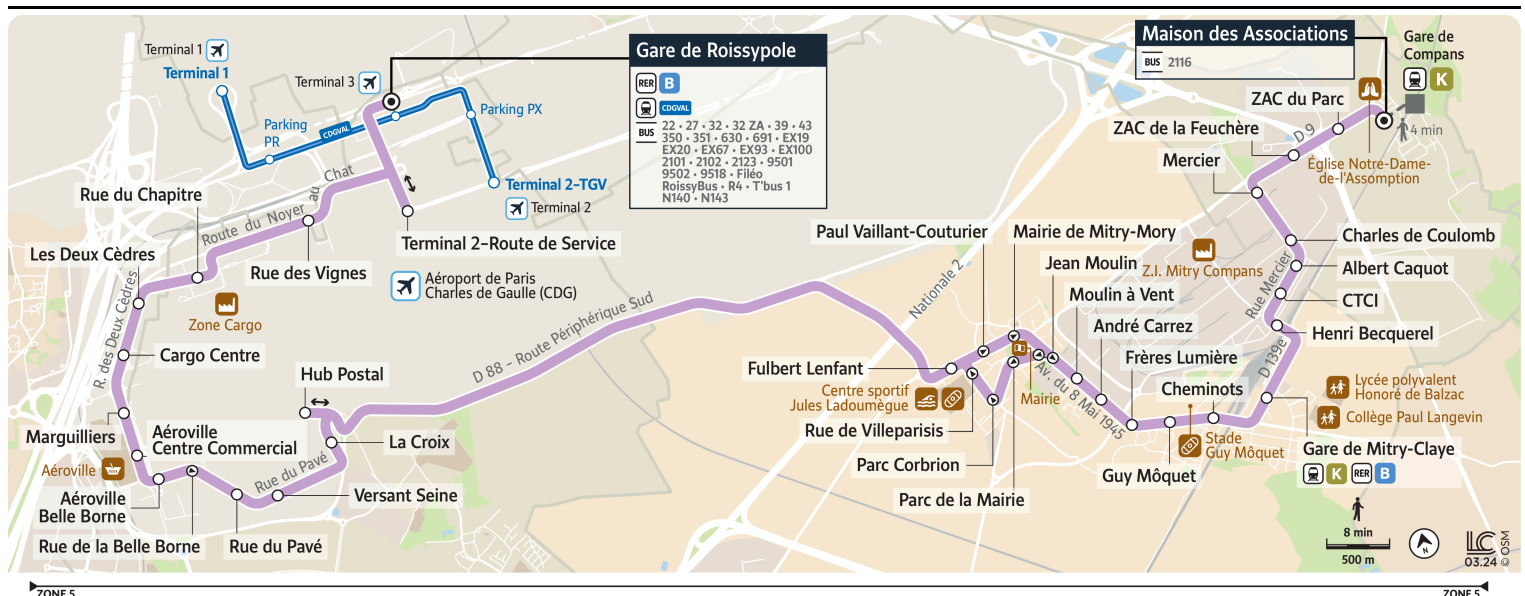 Terminal 1
Terminal 1
Terminal 3
Parking
PR
CDGVAL
Parking PX
Terminal 2-TGV
Terminal 2
Gare de Roissypole
RER B
CDGVAL
BUS
22 • 27 • 32 • 32 ZA • 39 • 43
350 • 351 • 630 • 691 • EX19
EX20 • EX67 • EX93 • EX100
2101 • 2102 • 2123 • 9501
9502 • 9518 • Filéo
RoissyBus • R4 • T'bus 1
N140 • N143
Maison des Associations
BUS 2116
Gare de
Compans
K
4 min
ZAC du Parc
D 9
ZAC de la Feuchère
Église Notre-Dame-
de-l'Assomption
Mercier
Rue du Chapitre
Route du Noyer au Chat
Terminal 2–Route de Service
Les Deux Cèdres
Rue des Vignes
Aéroport de Paris
Charles de Gaulle (CDG)
Zone Cargo
R. des Deux Cèdres
Cargo Centre
Hub Postal
D 88 – Route Périphérique Sud
Marguilliers
Aéroville
Centre Commercial
Aéroville
La Croix
Rue du Pavé
Versant Seine
Aéroville
Belle Borne
Rue de la Belle Borne
Rue du Pavé
Nationale 2
Paul Vaillant-Couturier
Mairie de Mitry-Mory
Jean Moulin
Z.I. Mitry Compans
Moulin à Vent
André Carrez
Frères Lumière
Cheminots
Fulbert Lenfant
Centre sportif
Jules Ladoumègue
Mairie
Av. du 8 Mai 1945
Rue de Villeparisis
Parc Corbrion
Parc de la Mairie
Guy Môquet
Stade
Guy Môquet
Charles de Coulomb
Albert Caquot
CTCI
Rue Mercier
Henri Becquerel
D 139e
Lycée polyvalent
Honoré de Balzac
Collège Paul Langevin
Gare de Mitry-Claye
K RER B
8 min
500 m
N
LC
03.24 © OSM
ZONE 5
ZONE 5